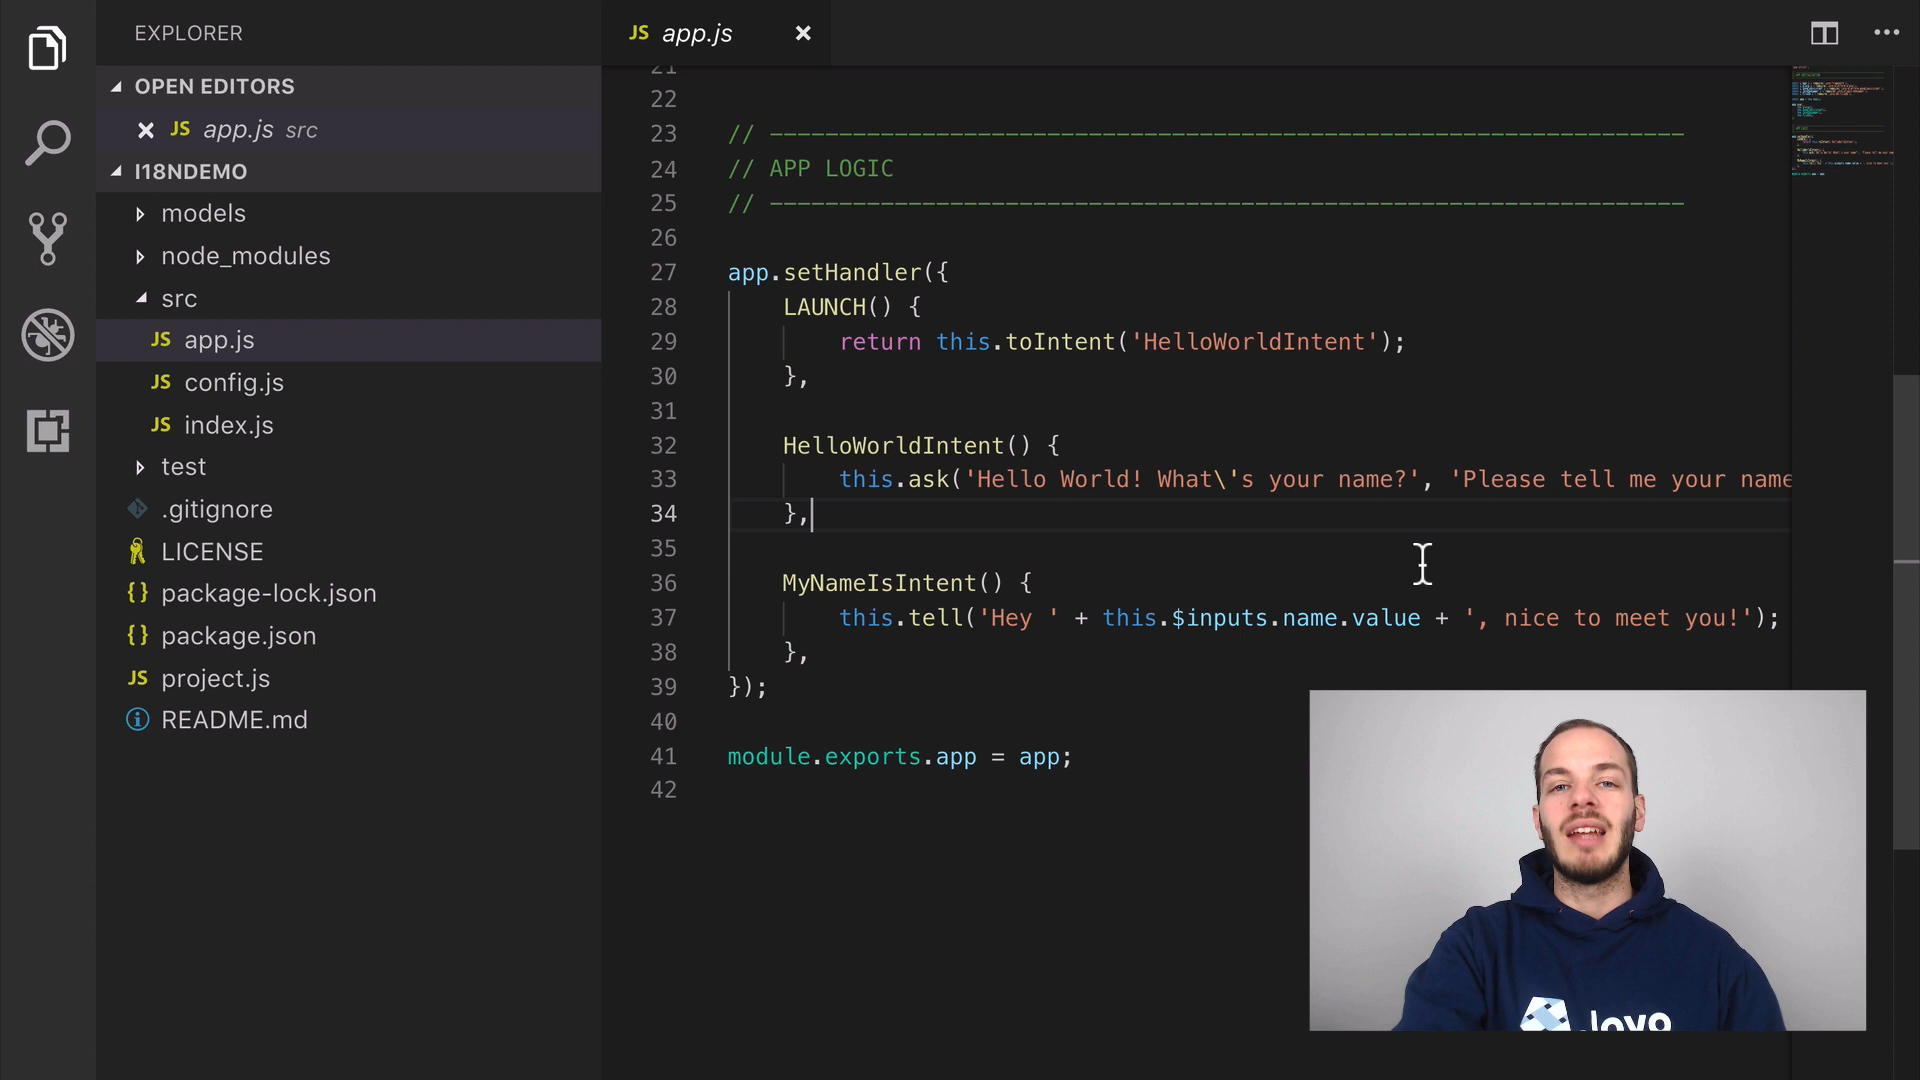 EXPLORER
OPEN EDITORS
JS app.js src
I18NDEMO
models
node_modules
src
JS app.js
JS config.js
JS index.js
test
.gitignore
LICENSE
{} package-lock.json
{} package.json
JS project.js
README.md
JS app.js
21
22
23 // ------------------------------------------------------------------
24 // APP LOGIC
25 // ------------------------------------------------------------------
26
27 app.setHandler({
28 LAUNCH() {
29 return this.toIntent('HelloWorldIntent');
30 },
31
32 HelloWorldIntent() {
33 this.ask('Hello World! What\'s your name?', 'Please tell me your name
34 },
35
36 MyNameIsIntent() {
37 this.tell('Hey ' + this.$inputs.name.value + ', nice to meet you!');
38 },
39 });
40
41 module.exports.app = app;
42
Jovo